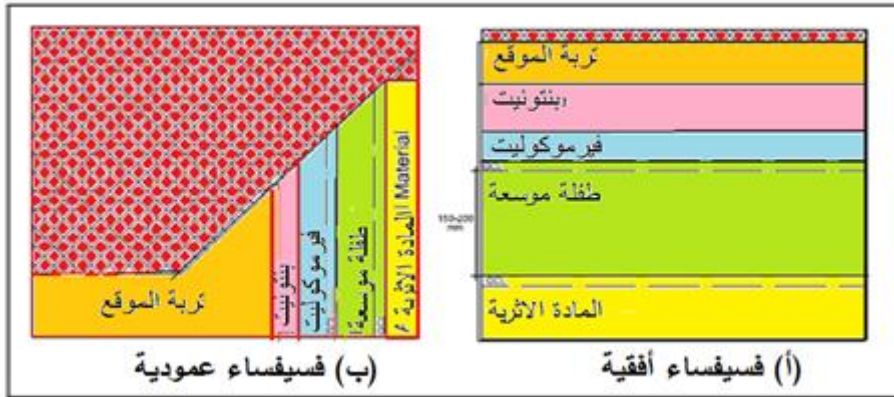 تربة الموقع
بنتونيت
فيرموكوليت
طفلة موسعة
150-200
mm
المادة الاثرية
(أ) فسيفساء أفقية
المادة الاثرية Material
طفلة موسعة
فيرموكوليت
بنتونيت
تربة الموقع
(ب) فسيفساء عمودية